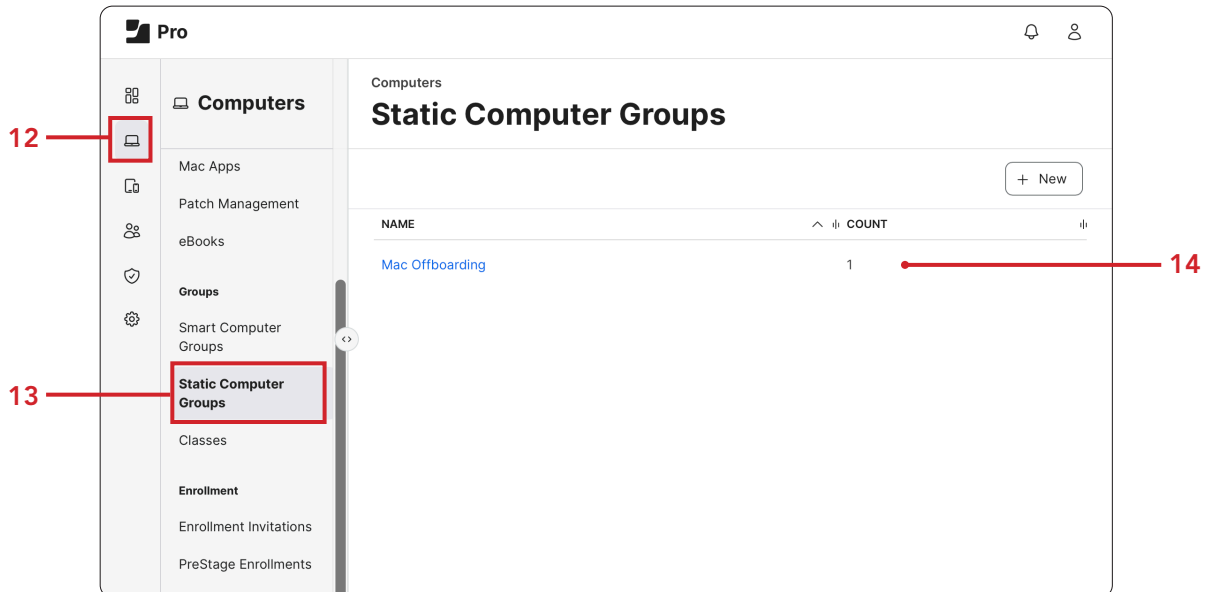 Pro
Computers
Mac Apps
Patch Management
eBooks
Groups
Smart Computer
Groups
Static Computer
Groups
Classes
Enrollment
Enrollment Invitations
PreStage Enrollments
Computers
Static Computer Groups
+ New
NAME COUNT
Mac Offboarding 1
12
13
14